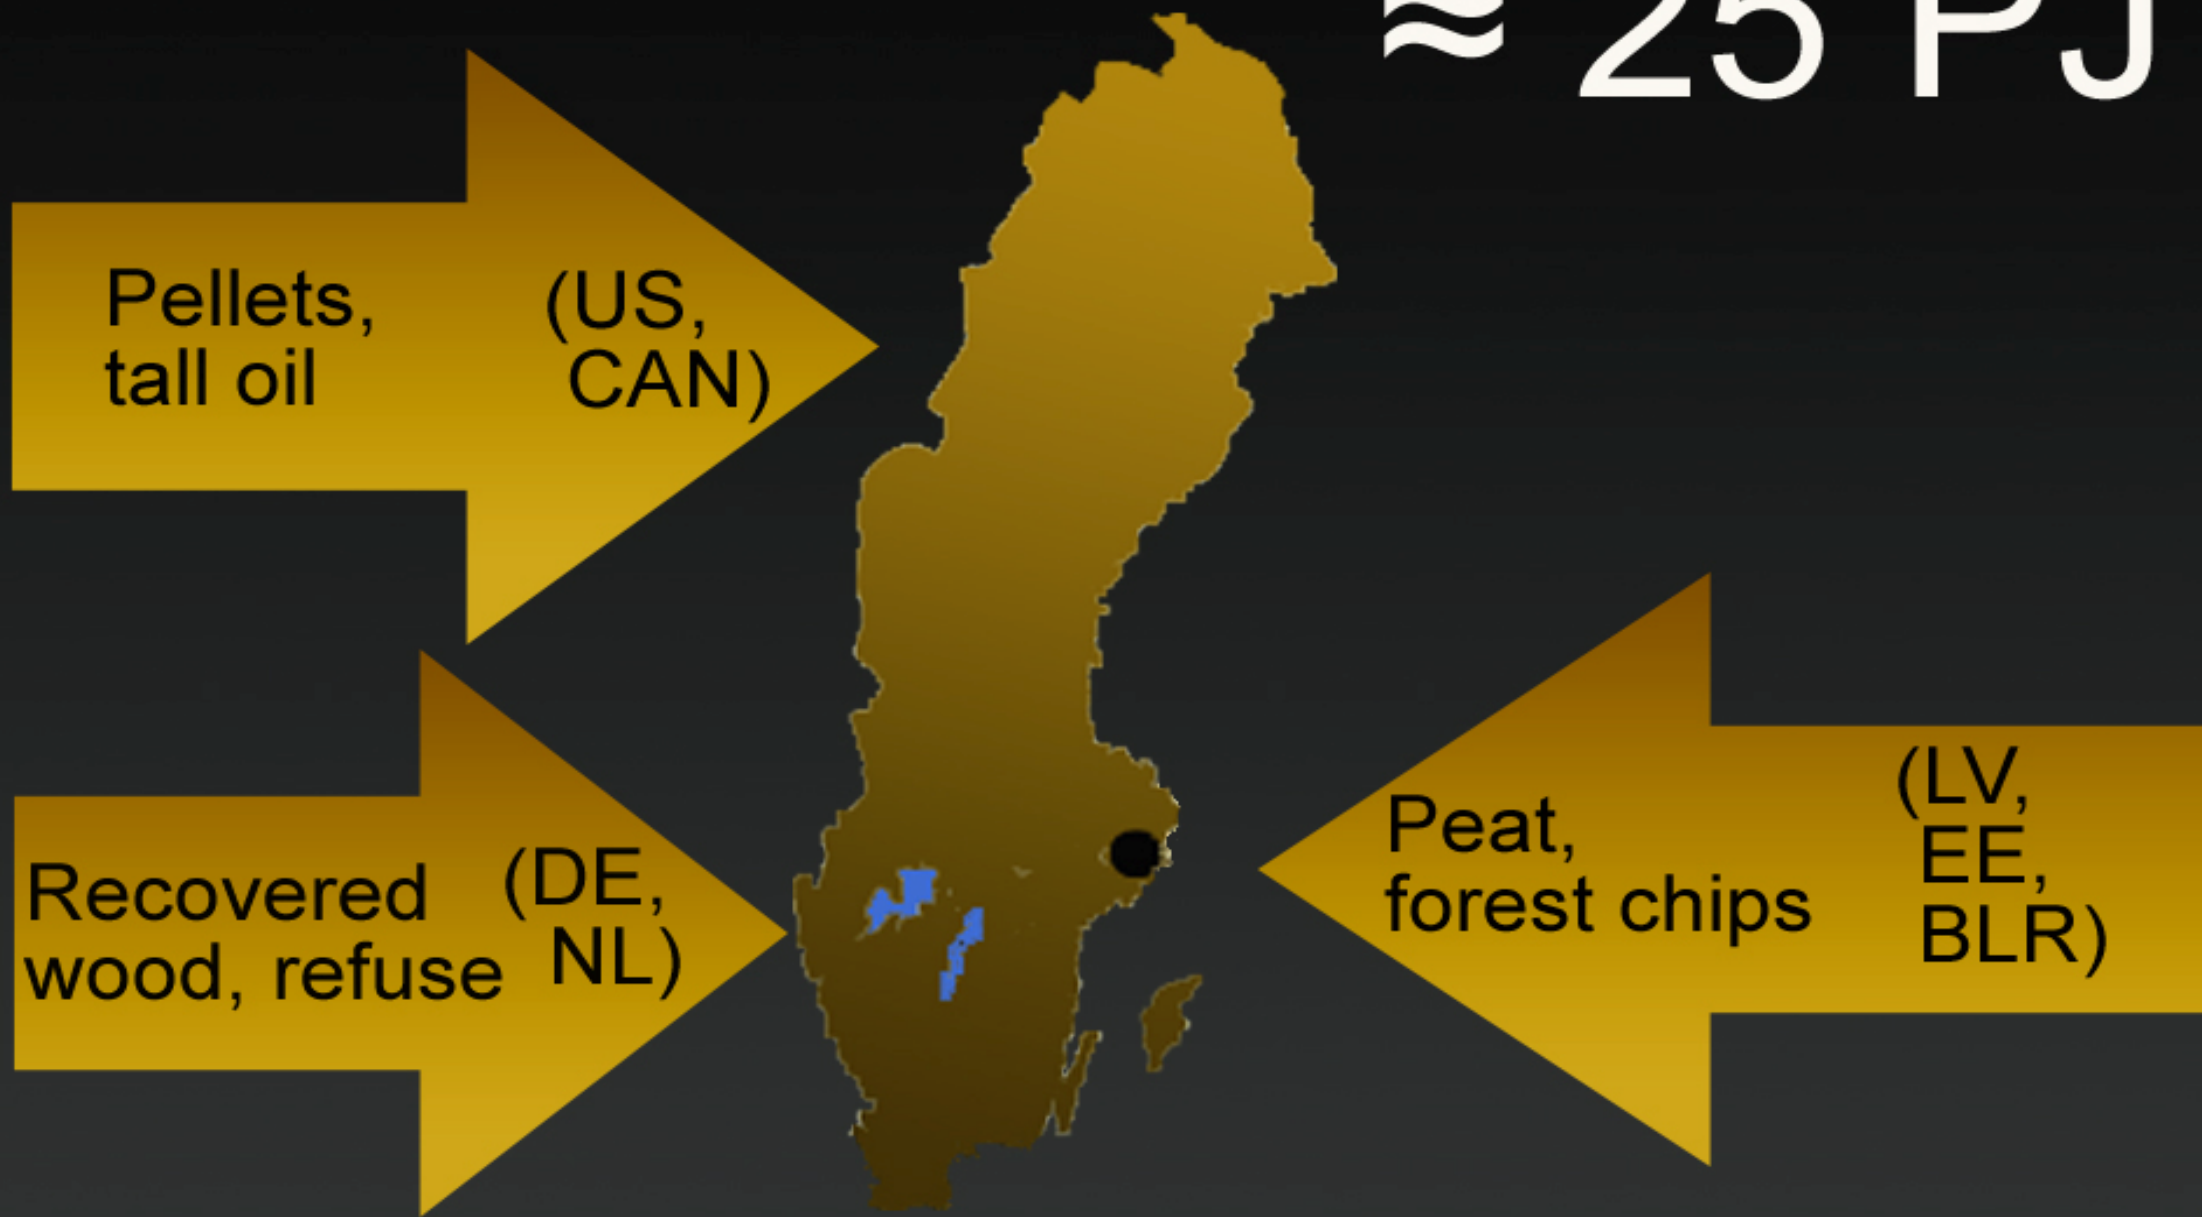 ≈ 25 PJ
Pellets,
tall oil
(US,
CAN)
Recovered
wood, refuse
(DE,
NL)
Peat,
forest chips
(LV,
EE,
BLR)